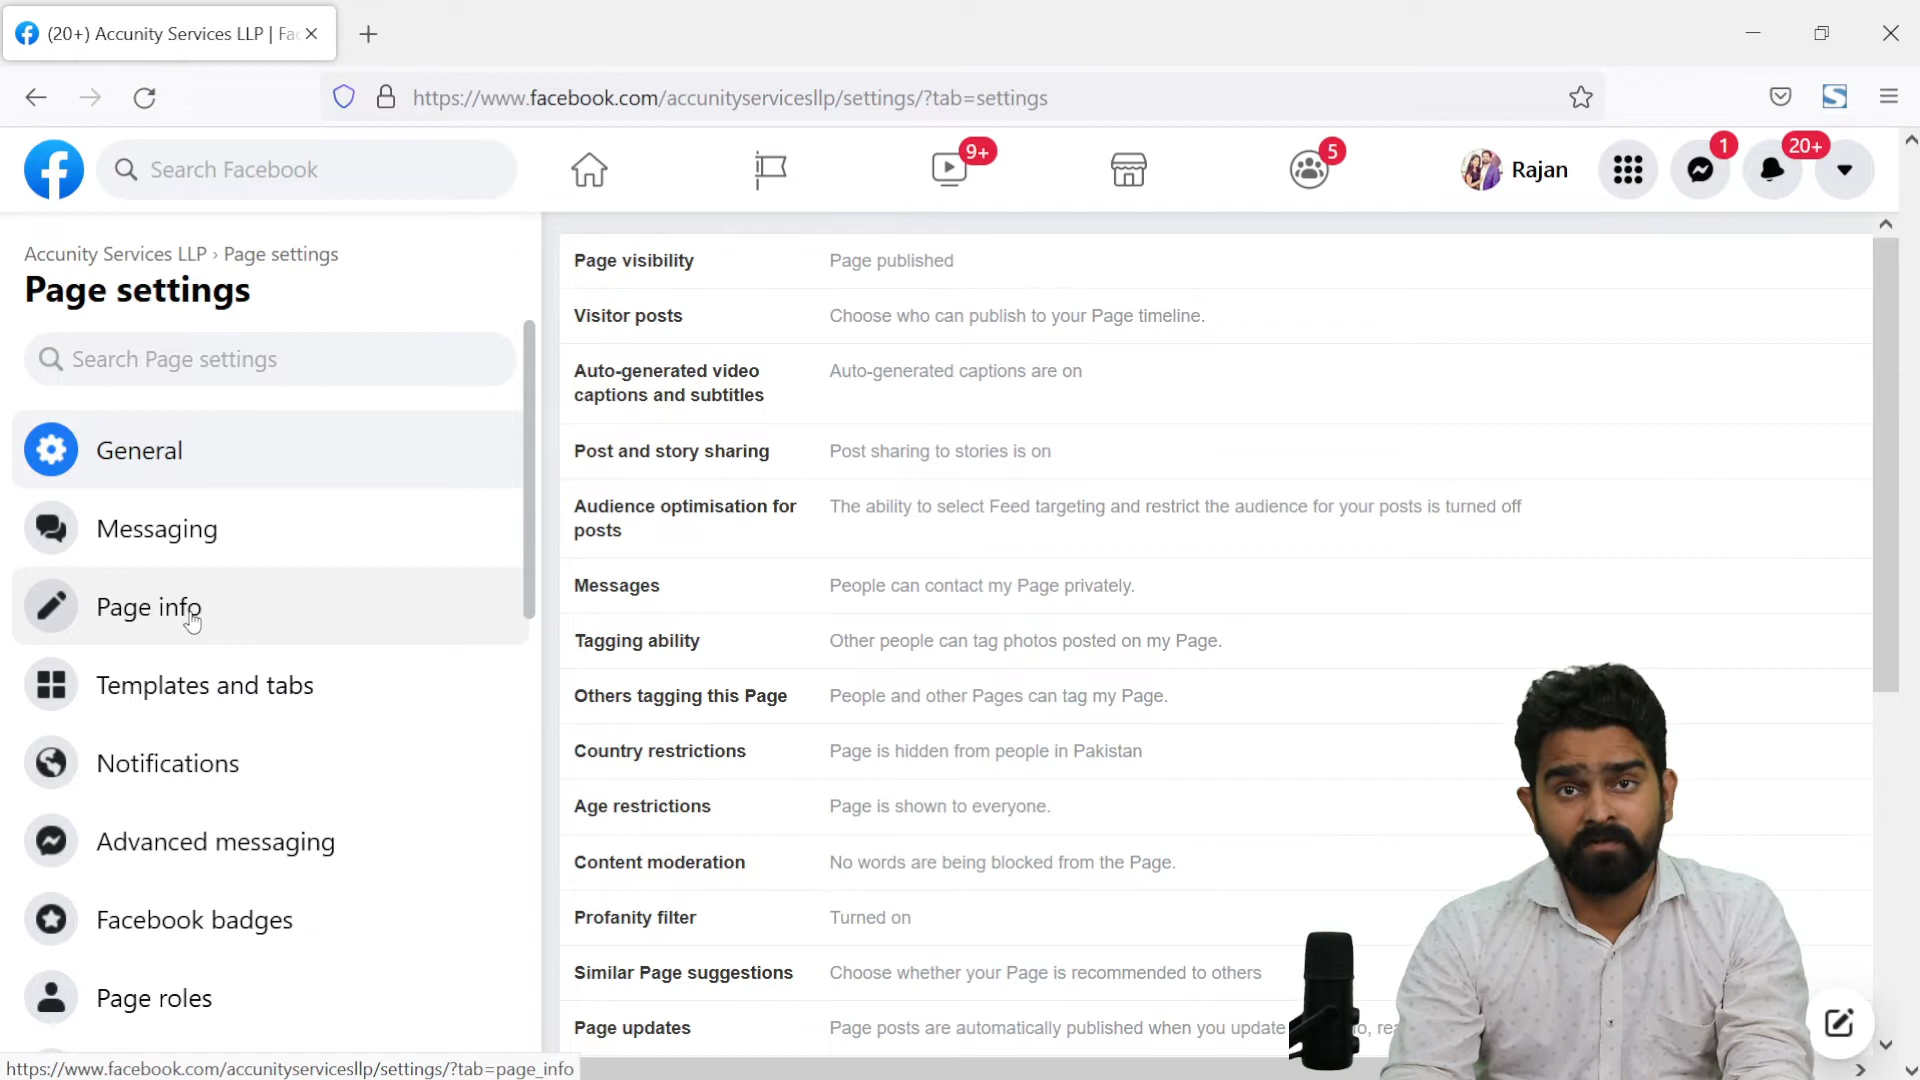 (20+) Accunity Services LLP | Fac
https://www.facebook.com/accunityservicesllp/settings/?tab=settings
Search Facebook
9+
5
Rajan
1
20+
Accunity Services LLP › Page settings
Page settings
Search Page settings
General
Messaging
Page info
Templates and tabs
Notifications
Advanced messaging
Facebook badges
Page roles
Page visibility
Page published
Visitor posts
Choose who can publish to your Page timeline.
Auto-generated video
captions and subtitles
Auto-generated captions are on
Post and story sharing
Post sharing to stories is on
Audience optimisation for
posts
The ability to select Feed targeting and restrict the audience for your posts is turned off
Messages
People can contact my Page privately.
Tagging ability
Other people can tag photos posted on my Page.
Others tagging this Page
People and other Pages can tag my Page.
Country restrictions
Page is hidden from people in Pakistan
Age restrictions
Page is shown to everyone.
Content moderation
No words are being blocked from the Page.
Profanity filter
Turned on
Similar Page suggestions
Choose whether your Page is recommended to others
Page updates
Page posts are automatically published when you update
https://www.facebook.com/accunityservicesllp/settings/?tab=page_info